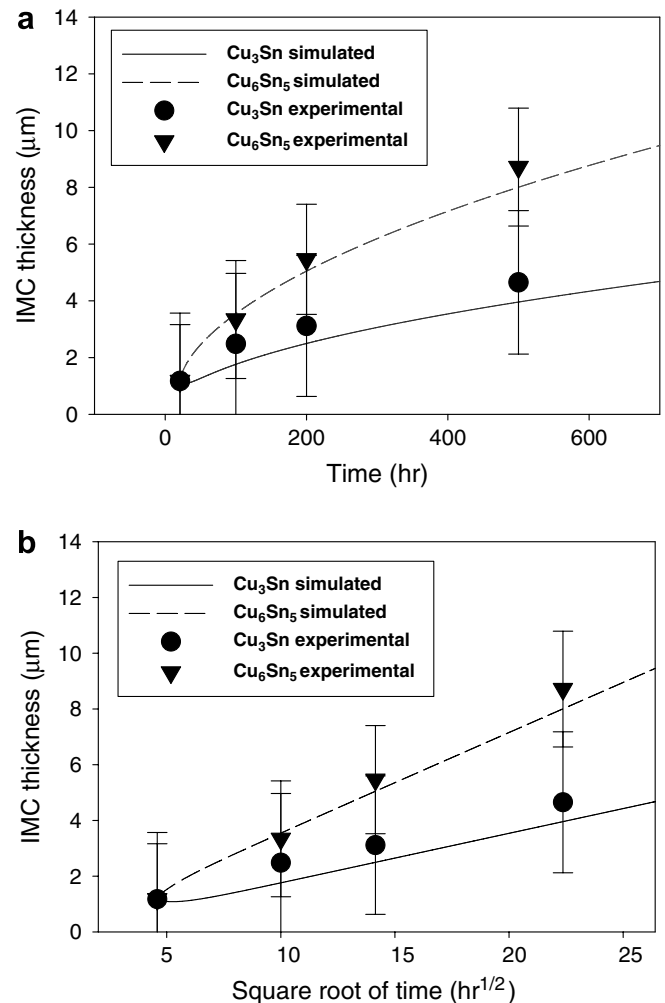 a
14
12
10
8
6
4
2
0
IMC thickness (μm)
Cu3Sn simulated
Cu6Sn5 simulated
Cu3Sn experimental
Cu6Sn5 experimental
0 200 400 600
Time (hr)
b
14
12
10
8
6
4
2
0
IMC thickness (μm)
Cu3Sn simulated
Cu6Sn5 simulated
Cu3Sn experimental
Cu6Sn5 experimental
5 10 15 20 25
Square root of time (hr1/2)